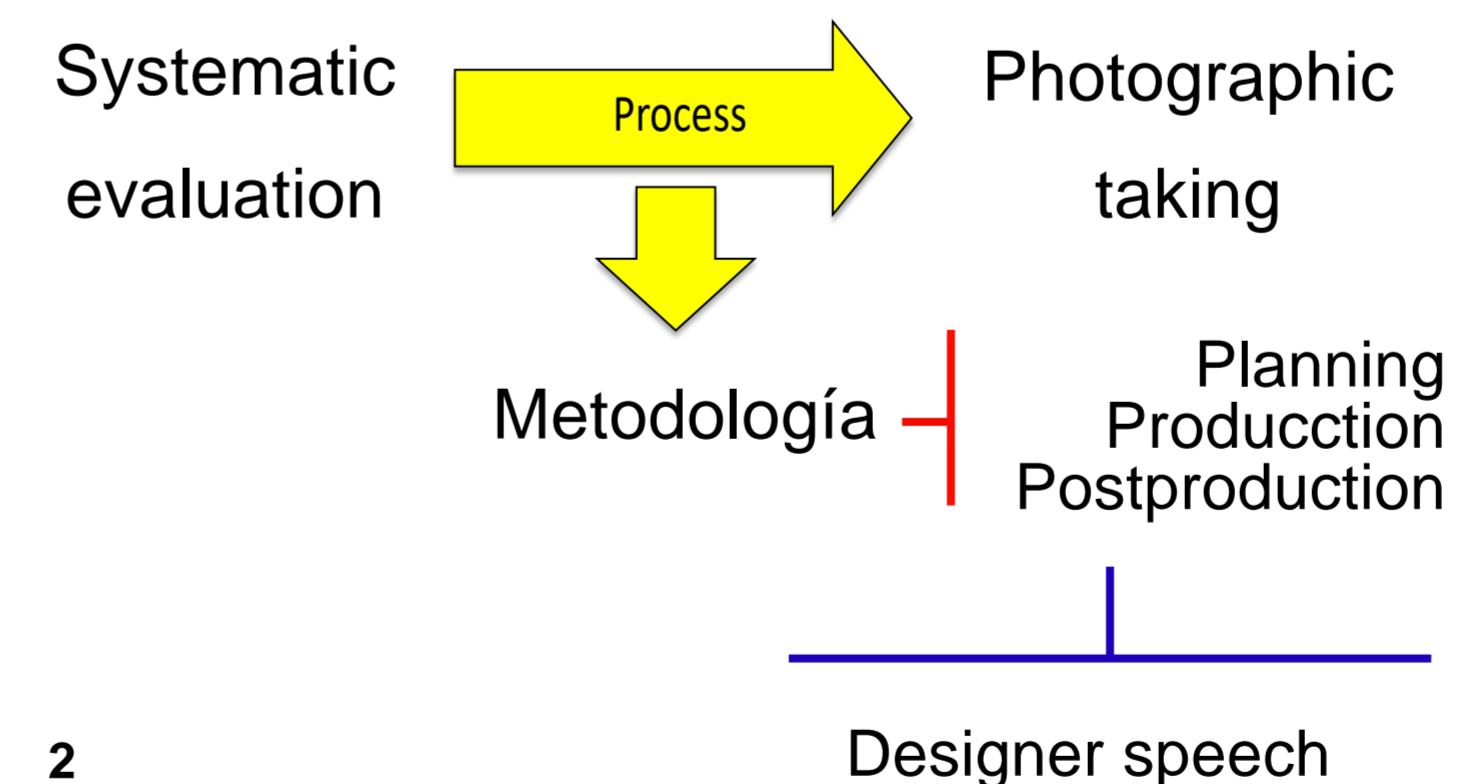 Systematic
evaluation
Process
Photographic
taking
Metodología
Planning
Producction
Postproduction
Designer speech
2